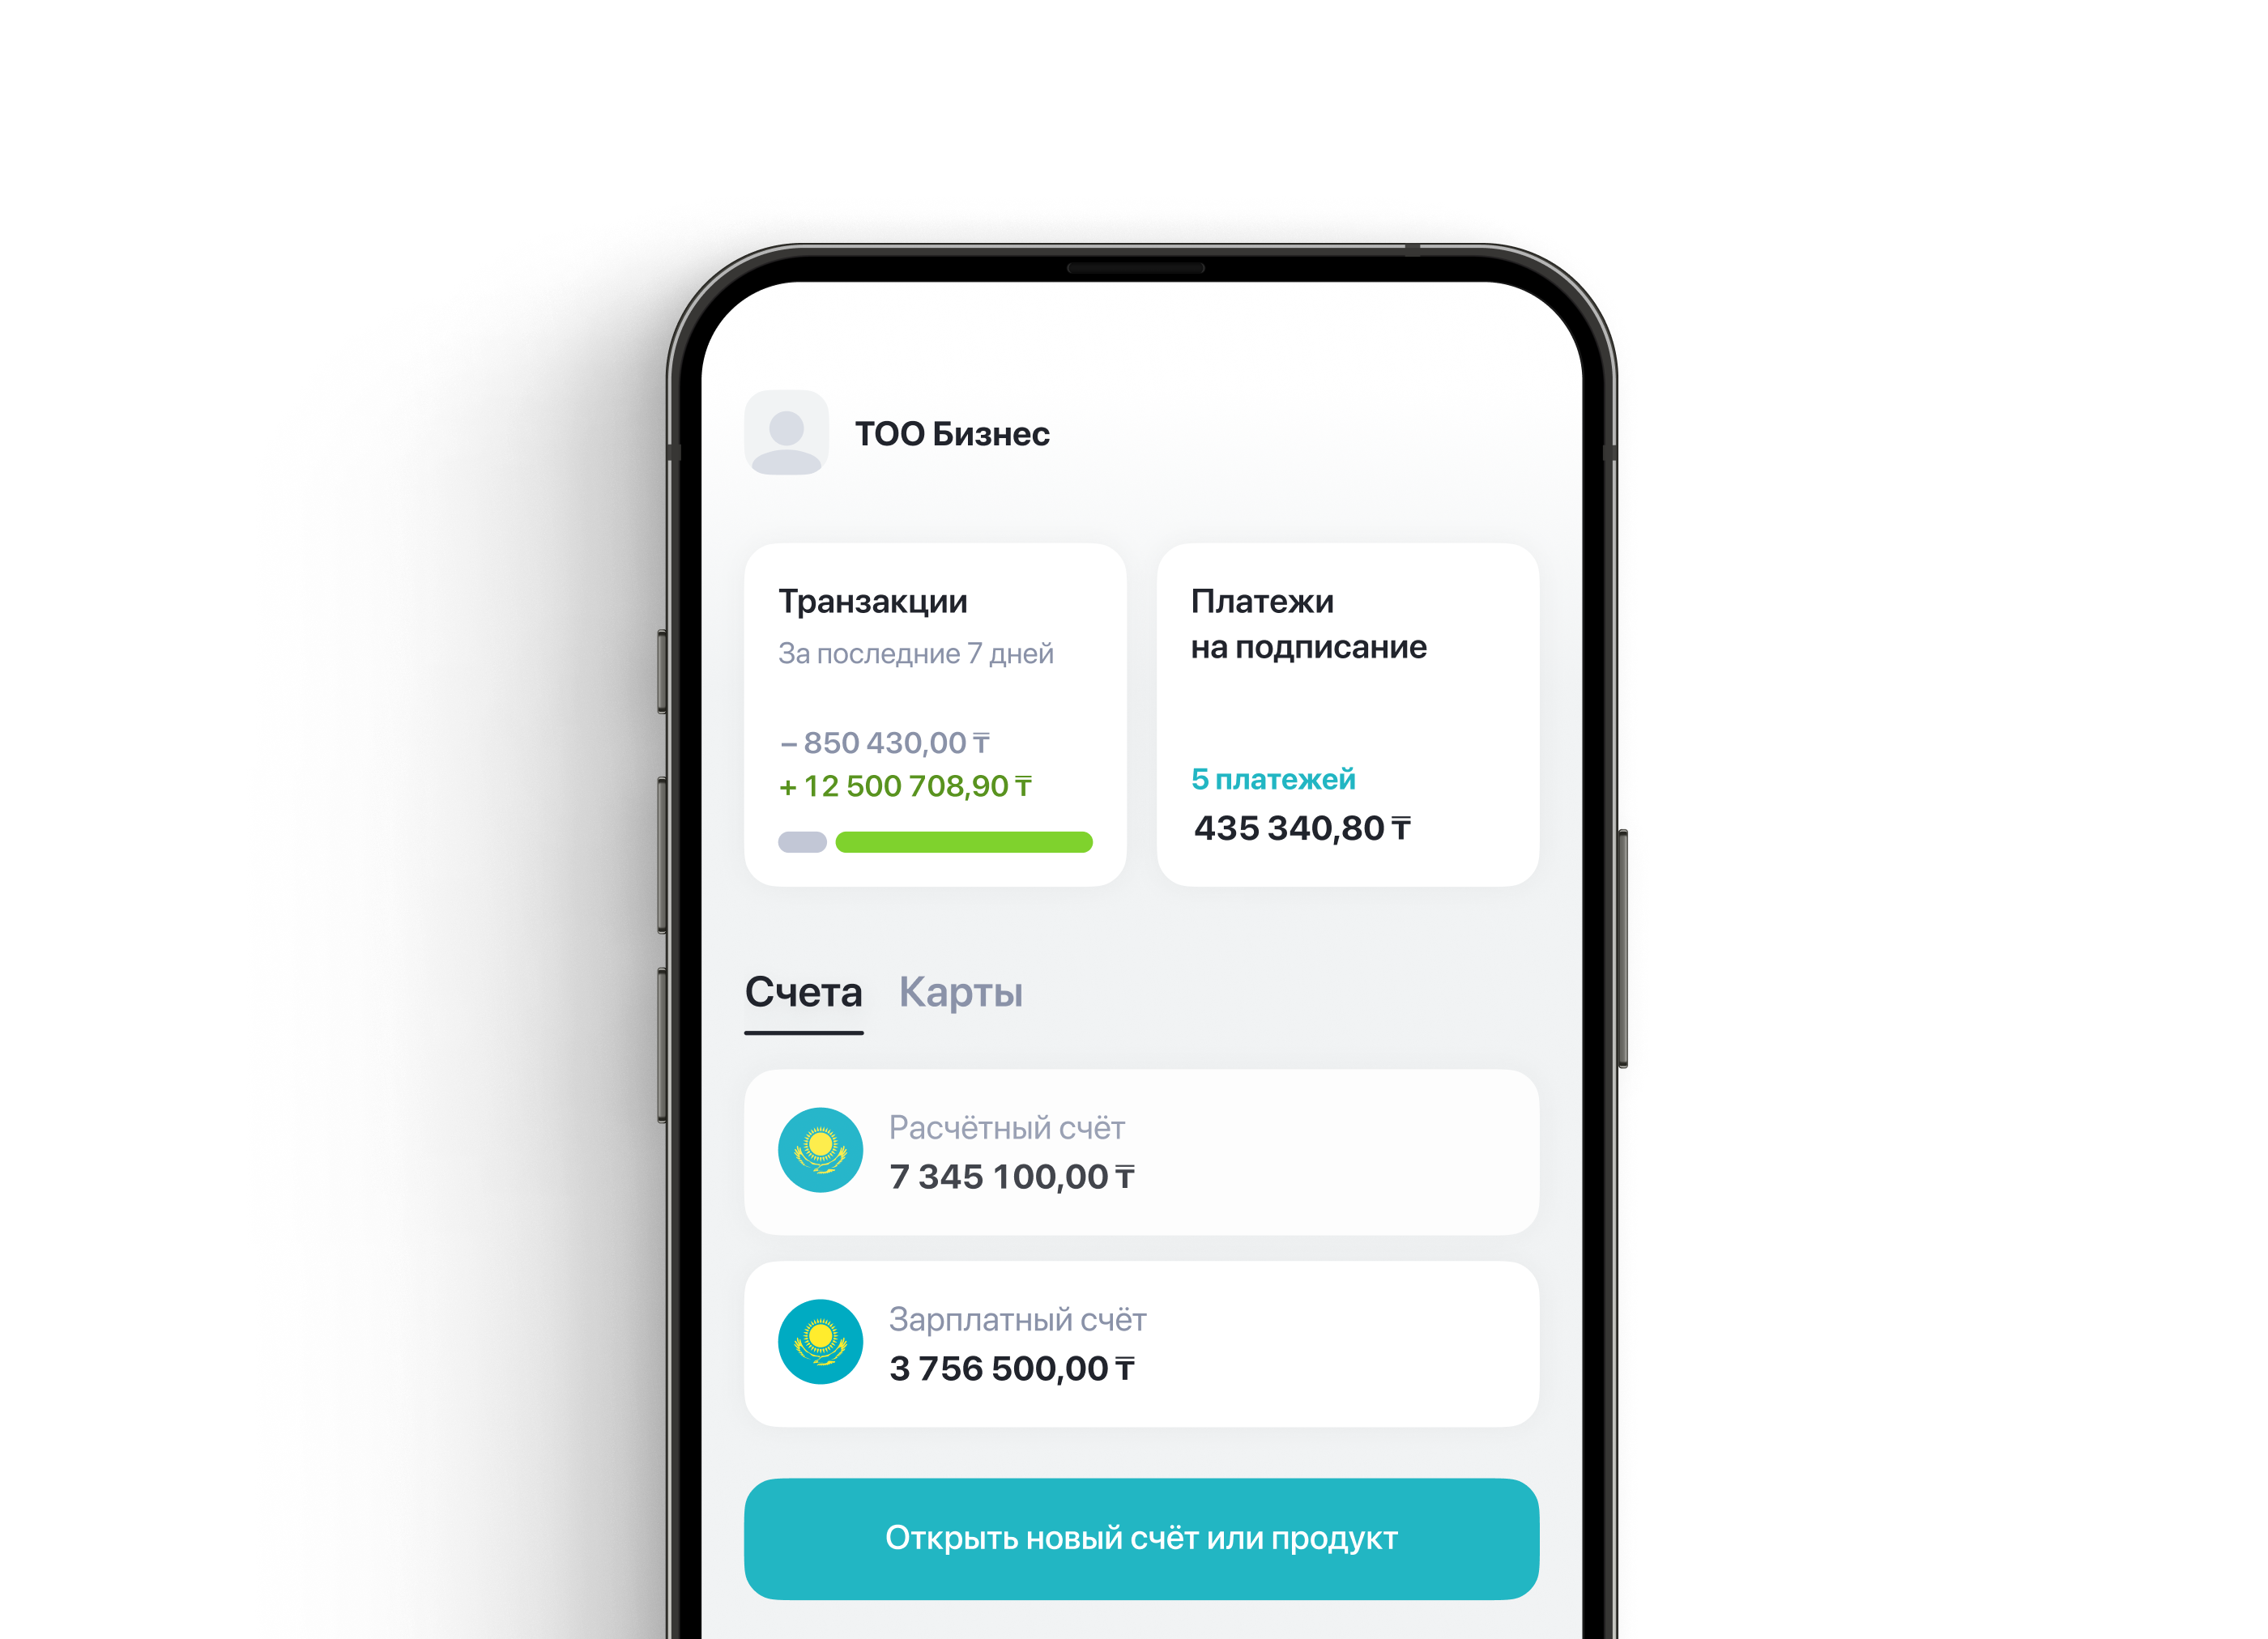 ТОО Бизнес
Транзакции
За последние 7 дней
– 850 430,00 ₸
+ 12 500 708,90 ₸
Платежи
на подписание
5 платежей
435 340,80 ₸
Счета Карты
Расчётный счёт
7 345 100,00 ₸
Зарплатный счёт
3 756 500,00 ₸
Открыть новый счёт или продукт